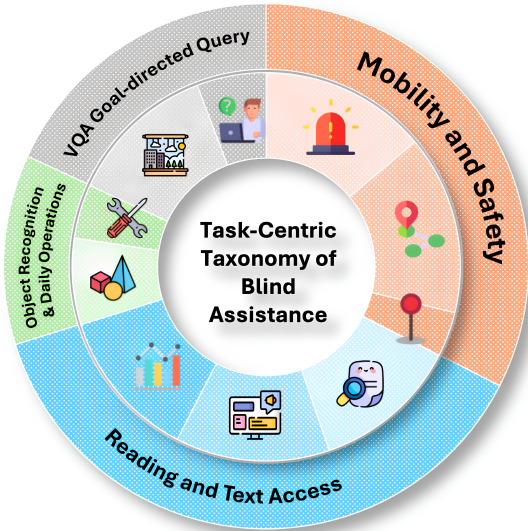 VQA Goal-directed Query
Mobility and Safety
Object Recognition
& Daily Operations
Task-Centric
Taxonomy of
Blind
Assistance
Reading and Text Access